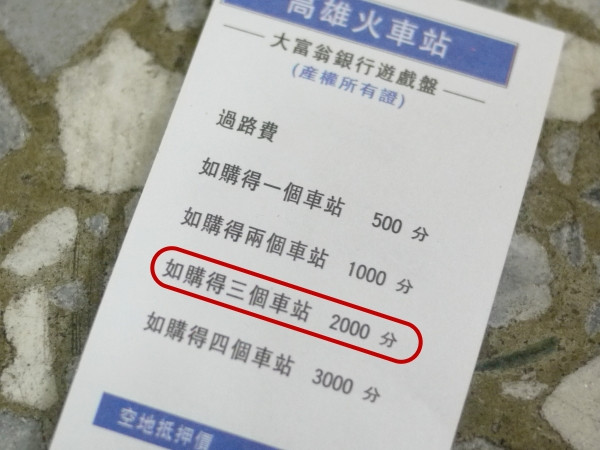 高雄火車站
大富翁銀行遊戲盤
(產權所有證)
過路費
如購得一個車站 500 分
如購得兩個車站 1000 分
如購得三個車站 2000 分
如購得四個車站 3000 分
空地抵押價